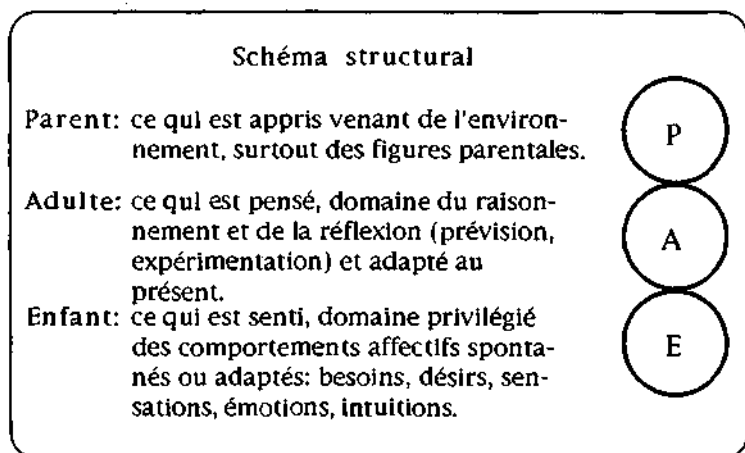 Schéma structural
Parent: ce qui est appris venant de l'environ-
nement, surtout des figures parentales.
P
Adulte: ce qui est pensé, domaine du raison-
nement et de la réflexion (prévision,
expérimentation) et adapté au
présent.
A
Enfant: ce qui est senti, domaine privilégié
des comportements affectifs sponta-
nés ou adaptés: besoins, désirs, sen-
sations, émotions, intuitions.
E